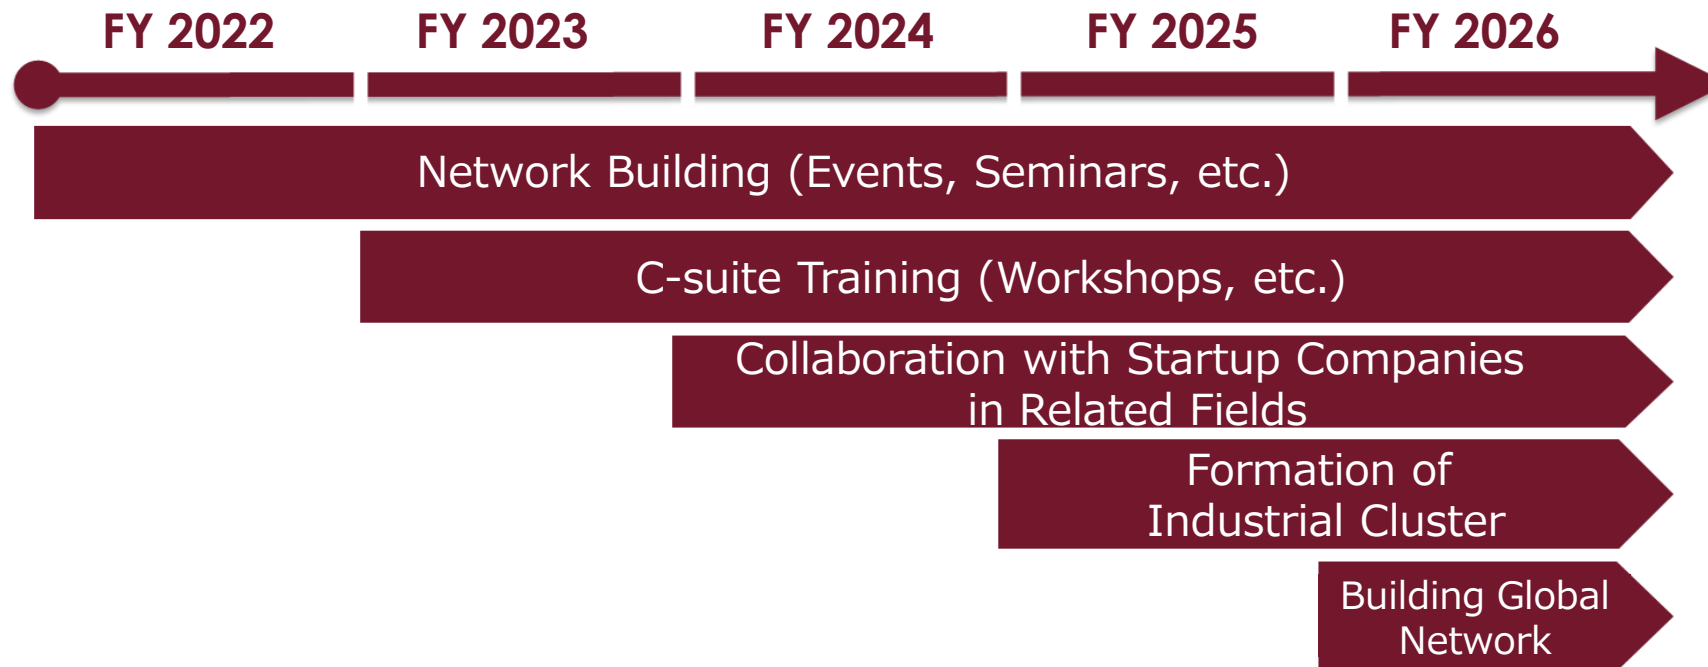 FY 2022 FY 2023 FY 2024 FY 2025 FY 2026
Network Building (Events, Seminars, etc.)
C-suite Training (Workshops, etc.)
Collaboration with Startup Companies
in Related Fields
Formation of
Industrial Cluster
Building Global
Network